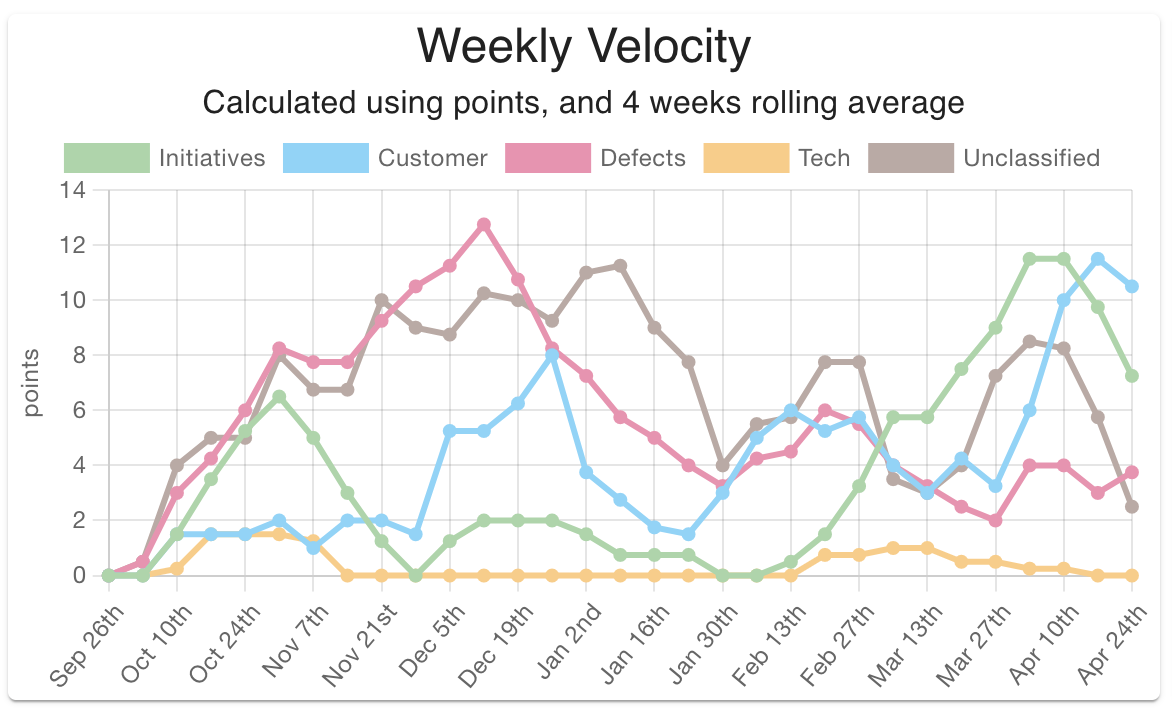 Weekly Velocity
Calculated using points, and 4 weeks rolling average
Initiatives Customer Defects Tech Unclassified
14
12
10
8
6
4
2
0
points
Sep 26th Oct 10th Oct 24th Nov 7th Nov 21st Dec 5th Dec 19th Jan 2nd Jan 16th Jan 30th Feb 13th Feb 27th Mar 13th Mar 27th Apr 10th Apr 24th